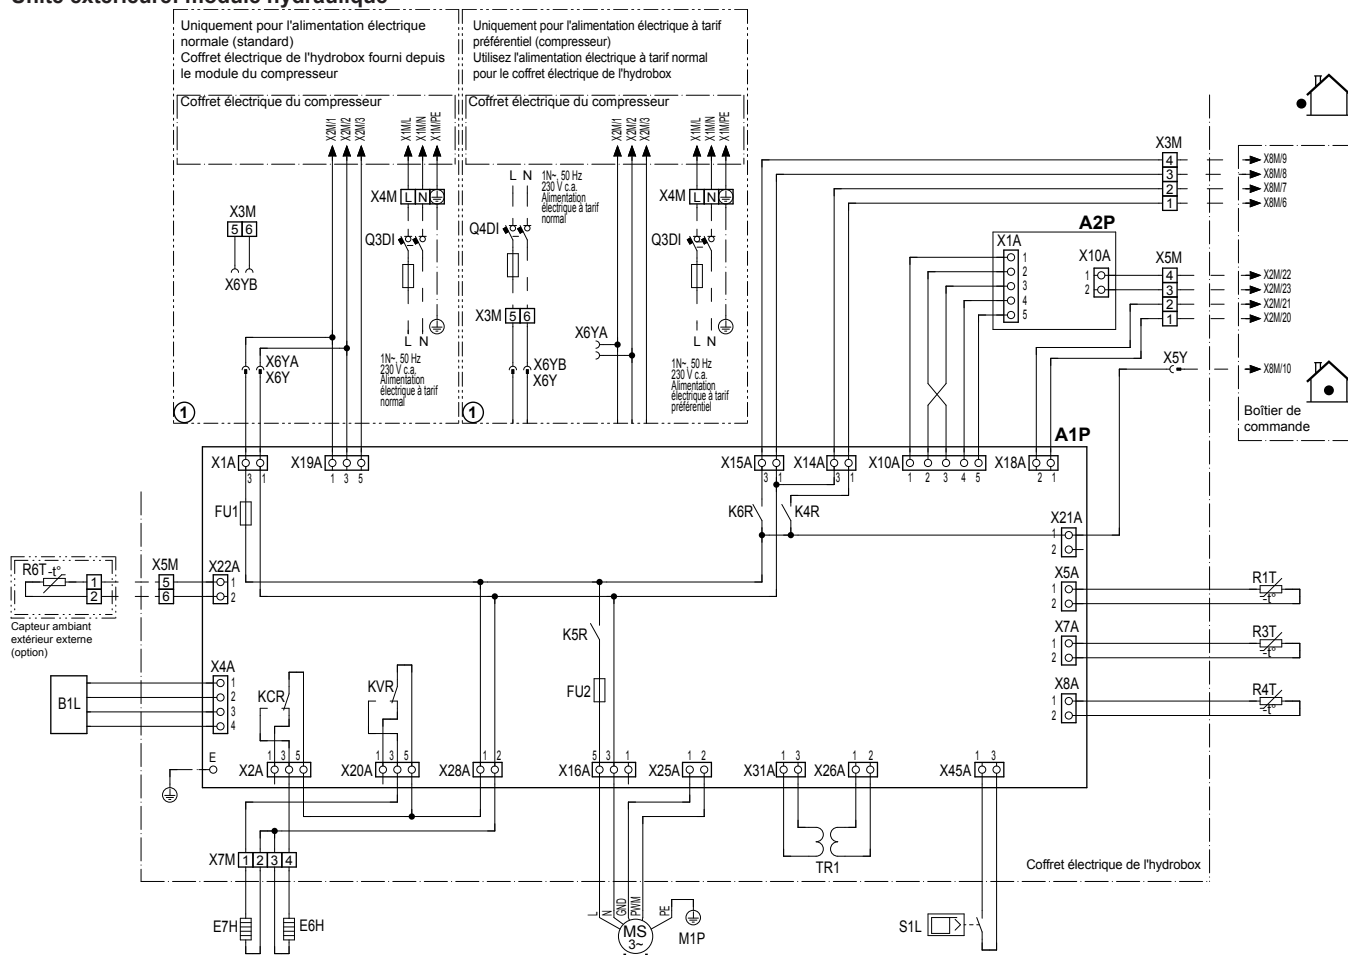 Unité extérieure: module hydraulique
Uniquement pour l'alimentation électrique
normale (standard)
Coffret électrique de l'hydrobox fourni depuis
le module du compresseur
Uniquement pour l'alimentation électrique à tarif
préférentiel (compresseur)
Utilisez l'alimentation électrique à tarif normal
pour le coffret électrique de l'hydrobox
Coffret électrique du compresseur
X2M/1
X2M/2
X2M/3
X1M/L
X1M/N
X1M/PE
Coffret électrique du compresseur
X2M/1
X2M/2
X2M/3
X1M/L
X1M/N
X1M/PE
X3M
5 6
X6YB
X4M L N
Q3DI
L N
1N~, 50 Hz
230 V c.a.
Alimentation
électrique à tarif
normal
X6YA
X6Y
1
L N
1N~, 50 Hz
230 V c.a.
Alimentation
électrique à tarif
normal
Q4DI
X3M 5 6
X6YB
X6Y
X6YA
X4M L N
Q3DI
L N
1N~, 50 Hz
230 V c.a.
Alimentation
électrique à tarif
préférentiel
1
X3M
4
3
2
1
X8M/9
X8M/8
X8M/7
X8M/6
A2P
X1A
1
2
3
4
5
X10A
1
2
X5M
4
3
2
1
X2M/22
X2M/23
X2M/21
X2M/20
X5Y
X8M/10
Boîtier de
commande
A1P
X1A
3 1
X19A
1 3 5
X15A
3 1
X14A
3 1
X10A
1 2 3 4 5
X18A
2 1
FU1
K6R
K4R
X21A
1
2
R6T -t°
1
2
Capteur ambiant
extérieur externe
(option)
X5M
5
6
X22A
1
2
X5A
1
2
R1T
-t°
X7A
1
2
R3T
-t°
X8A
1
2
R4T
-t°
K5R
FU2
B1L
X4A
1
2
3
4
KCR
KVR
E
X2A
1 3 5
X20A
1 3 5
X28A
1 2
X16A
5 3 1
X25A
1 2
X31A
1 3
X26A
1 2
X45A
1 3
X7M 1 2 3 4
TR1
Coffret électrique de l'hydrobox
E7H
E6H
L
N
GND
PWM
PE
MS
3~
M1P
S1L